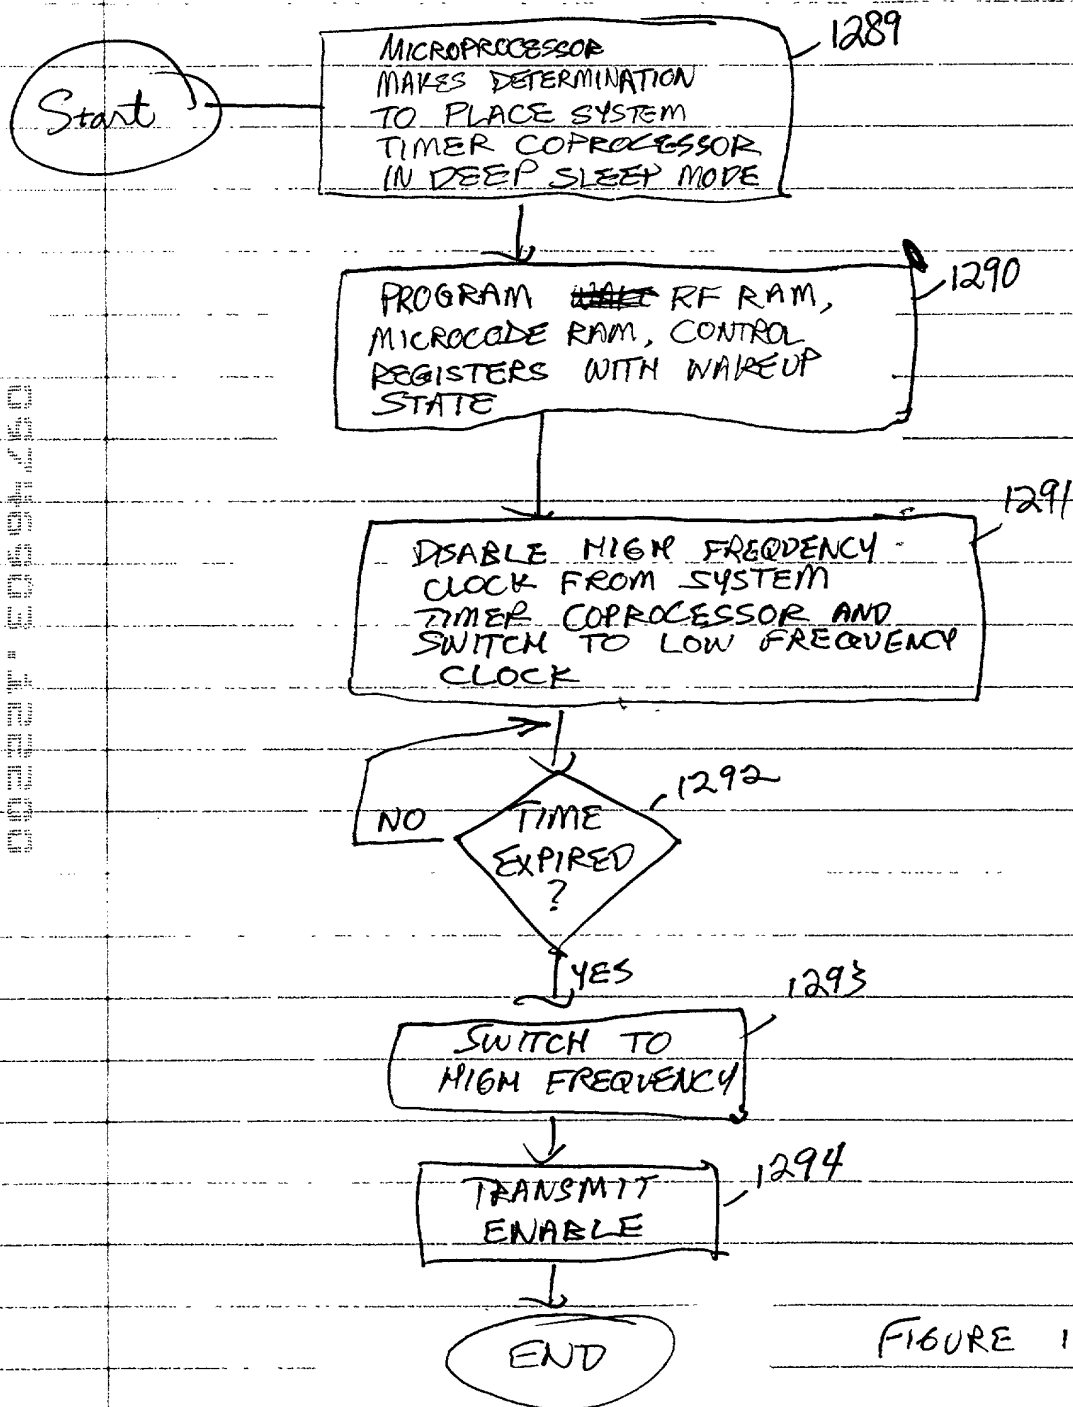 Start
1289
MICROPROCESSOR
MAKES DETERMINATION
TO PLACE SYSTEM
TIMER COPROCESSOR
IN DEEP SLEEP MODE
1290
PROGRAM RF RAM,
MICROCODE RAM, CONTROL
REGISTERS WITH WAKEUP
STATE
1291
DISABLE HIGH FREQUENCY
CLOCK FROM SYSTEM
TIMER COPROCESSOR AND
SWITCH TO LOW FREQUENCY
CLOCK
1292
NO
TIME
EXPIRED
?
YES
1293
SWITCH TO
HIGH FREQUENCY
1294
TRANSMIT
ENABLE
END
FIGURE 1